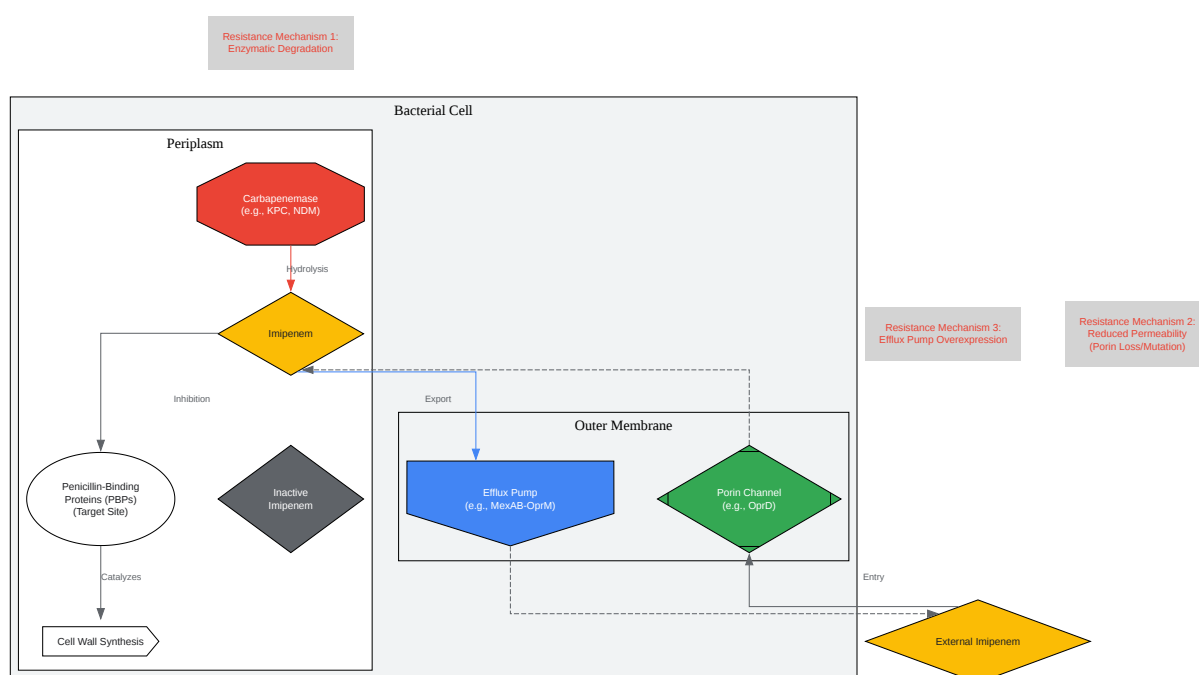 Resistance Mechanism 1:
Enzymatic Degradation
Bacterial Cell
Periplasm
Carbapenemase
(e.g., KPC, NDM)
Hydrolysis
Imipenem
Resistance Mechanism 3:
Efflux Pump Overexpression
Resistance Mechanism 2:
Reduced Permeability
(Porin Loss/Mutation)
Inhibition
Export
Outer Membrane
Penicillin-Binding
Proteins (PBPs)
(Target Site)
Inactive
Imipenem
Efflux Pump
(e.g., MexAB-OprM)
Porin Channel
(e.g., OprD)
Catalyzes
Entry
Cell Wall Synthesis
External Imipenem